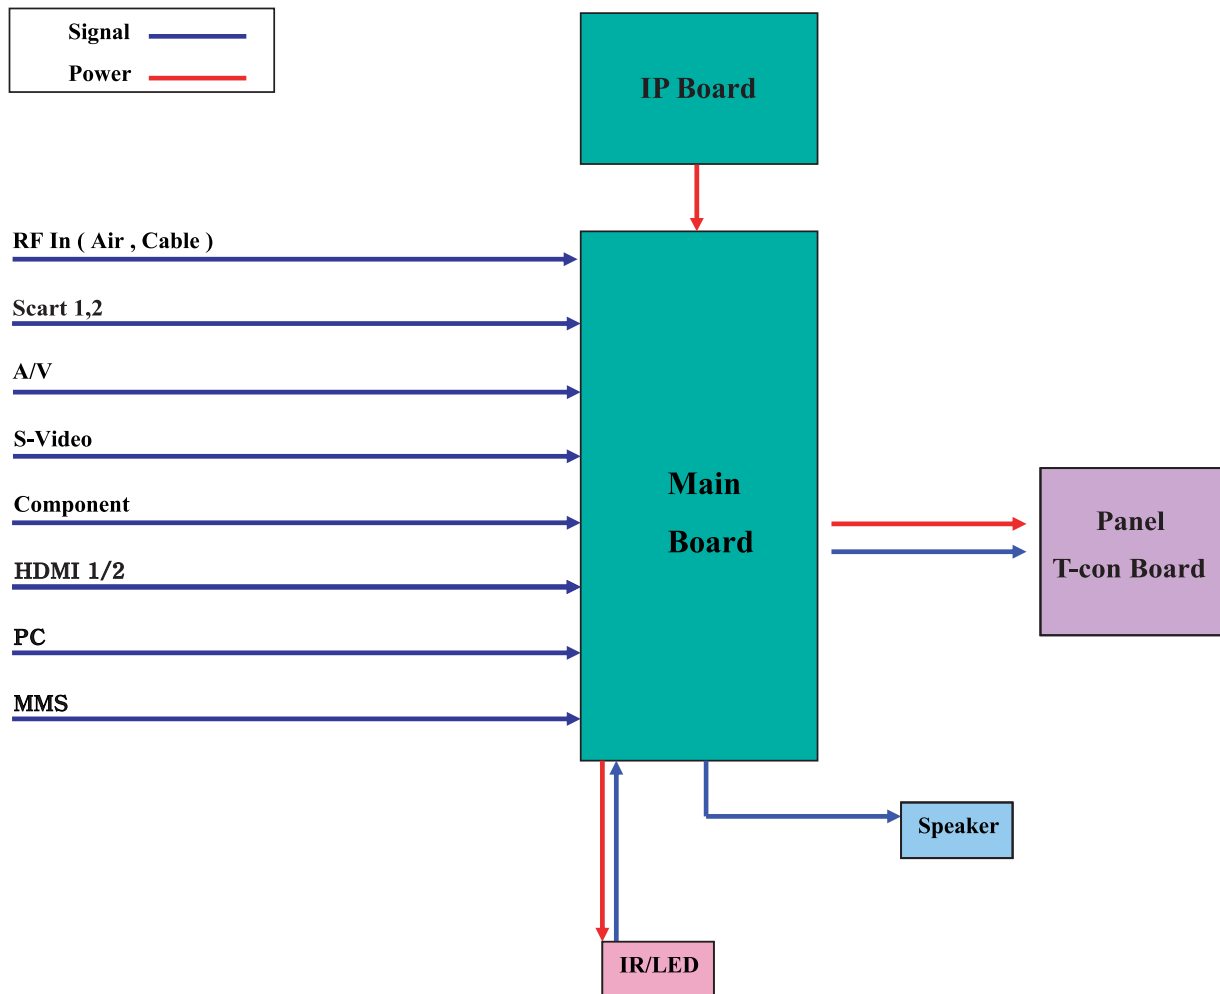 Signal
Power
IP Board
RF In ( Air , Cable )
Scart 1,2
A/V
S-Video
Component
HDMI 1/2
PC
MMS
Main
Board
Panel
T-con Board
Speaker
IR/LED